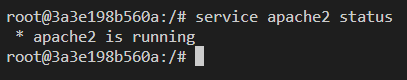 root@3a3e198b560a:/# service apache2 status
 * apache2 is running
root@3a3e198b560a:/#